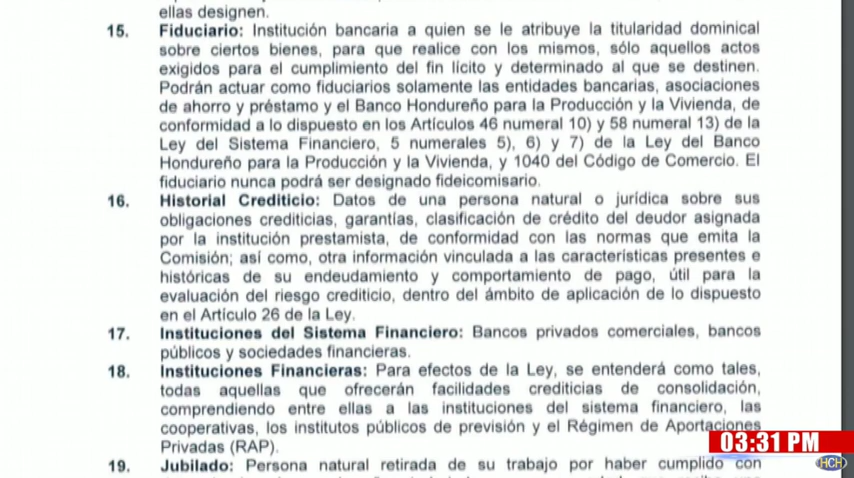 ellas designen.
15. Fiduciario: Institución bancaria a quien se le atribuye la titularidad dominical
sobre ciertos bienes, para que realice con los mismos, sólo aquellos actos
exigidos para el cumplimiento del fin lícito y determinado al que se destinen.
Podrán actuar como fiduciarios solamente las entidades bancarias, asociaciones
de ahorro y préstamo y el Banco Hondureño para la Producción y la Vivienda, de
conformidad a lo dispuesto en los Artículos 46 numeral 10) y 58 numeral 13) de la
Ley del Sistema Financiero, 5 numerales 5), 6) y 7) de la Ley del Banco
Hondureño para la Producción y la Vivienda, y 1040 del Código de Comercio. El
fiduciario nunca podrá ser designado fideicomisario.
16. Historial Crediticio: Datos de una persona natural o jurídica sobre sus
obligaciones crediticias, garantías, clasificación de crédito del deudor asignada
por la institución prestamista, de conformidad con las normas que emita la
Comisión; así como, otra información vinculada a las características presentes e
históricas de su endeudamiento y comportamiento de pago, útil para la
evaluación del riesgo crediticio, dentro del ámbito de aplicación de lo dispuesto
en el Artículo 26 de la Ley.
17. Instituciones del Sistema Financiero: Bancos privados comerciales, bancos
públicos y sociedades financieras.
18. Instituciones Financieras: Para efectos de la Ley, se entenderá como tales,
todas aquellas que ofrecerán facilidades crediticias de consolidación,
comprendiendo entre ellas a las instituciones del sistema financiero, las
cooperativas, los institutos públicos de previsión y el Régimen de Aportaciones
Privadas (RAP).
03:31 PM
HCH
19. Jubilado: Persona natural retirada de su trabajo por haber cumplido con